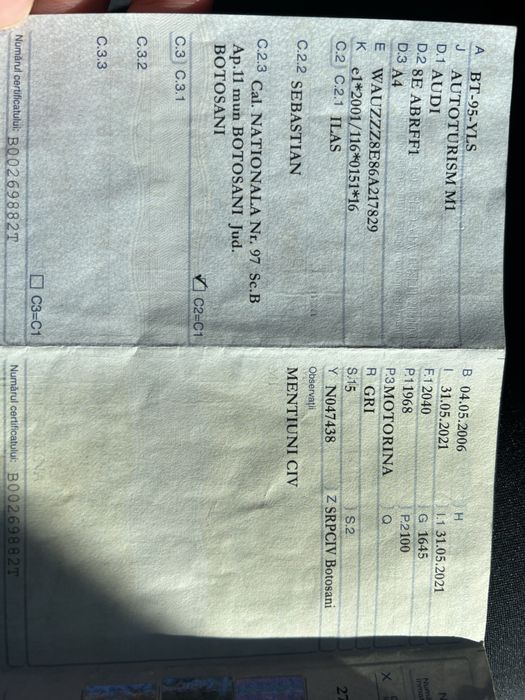 A BT-95-YLS
J AUTOTURISM M1
D.1 AUDI
D.2 8E ABRFF1
D.3 A4
E WAUZZZ8E86A217829
K e1*2001/116*0151*16
C.2 C.2.1 ILAS
C.2.2 SEBASTIAN
C.2.3 Cal. NATIONALA Nr. 97 Sc.B
Ap.11 mun BOTOSANI Jud.
BOTOSANI
C2=C1
C.3 C.3.1
C.3.2
C.3.3
C3=C1
Numărul certificatului: B00269882T
B 04.05.2006 H
I 31.05.2021 I.1 31.05.2021
F.1 2040 G 1645
P.1 1968 P.2 100
P.3 MOTORINA Q
R GRI
S.1 5 S.2
Y N047438 Z SRPCIV Botosani
Observații
MENTIUNI CIV
Numărul certificatului: B00269882T
X